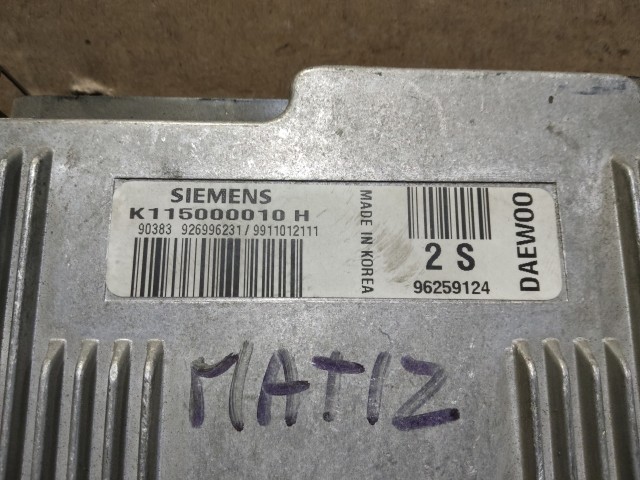 SIEMENS
K115000010 H
90383 926996231/9911012111
MADE IN KOREA
2 S
96259124
DAEWOO
MATIZ